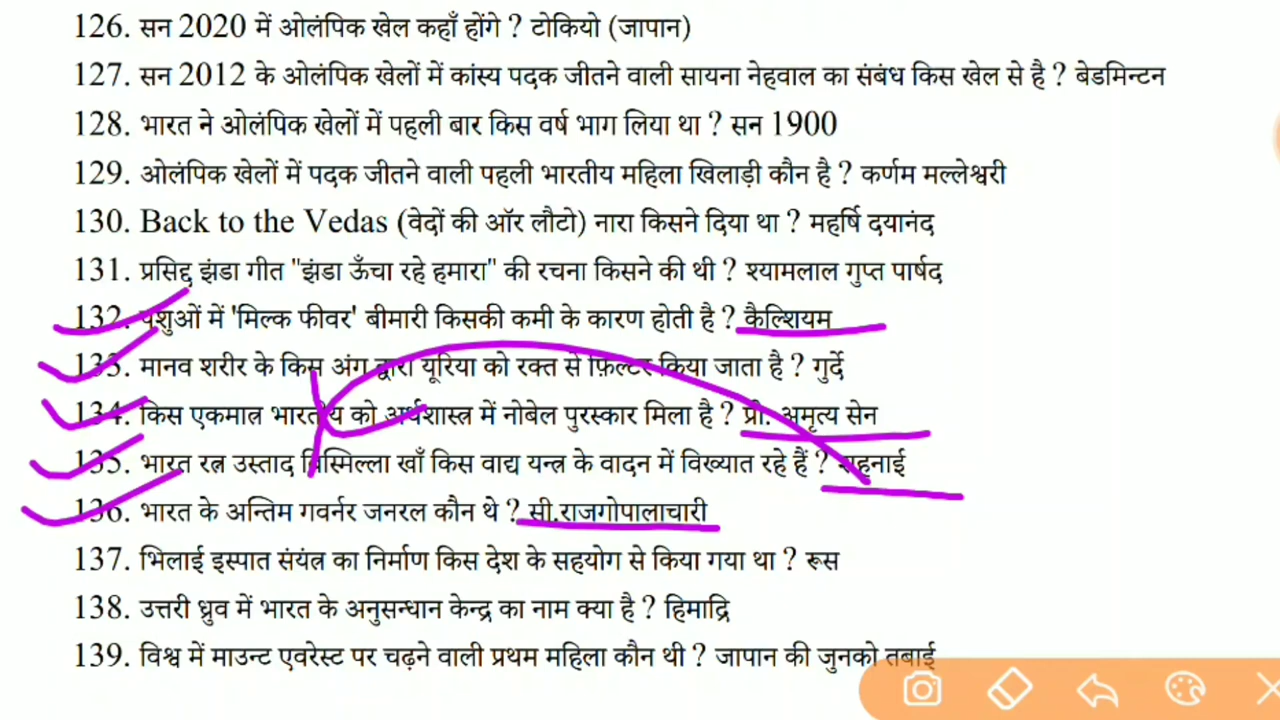 126. सन 2020 में ओलंपिक खेल कहाँ होंगे ? टोकियो (जापान)
127. सन 2012 के ओलंपिक खेलों में कांस्य पदक जीतने वाली सायना नेहवाल का संबंध किस खेल से है ? बेडमिन्टन
128. भारत ने ओलंपिक खेलों में पहली बार किस वर्ष भाग लिया था ? सन 1900
129. ओलंपिक खेलों में पदक जीतने वाली पहली भारतीय महिला खिलाड़ी कौन है ? कर्णम मल्लेश्वरी
130. Back to the Vedas (वेदों की ऑर लौटो) नारा किसने दिया था ? महर्षि दयानंद
131. प्रसिद्द झंडा गीत "झंडा ऊँचा रहे हमारा" की रचना किसने की थी ? श्यामलाल गुप्त पार्षद
132. पशुओं में 'मिल्क फीवर' बीमारी किसकी कमी के कारण होती है ? कैल्शियम
133. मानव शरीर के किस अंग द्वारा यूरिया को रक्त से फ़िल्टर किया जाता है ? गुर्दे
134. किस एकमात्र भारतीय को अर्थशास्त्र में नोबेल पुरस्कार मिला है ? प्रो. अमृत्य सेन
135. भारत रत्न उस्ताद बिस्मिल्ला खाँ किस वाद्य यन्त्र के वादन में विख्यात रहे हैं ? शहनाई
136. भारत के अन्तिम गवर्नर जनरल कौन थे ? सी.राजगोपालाचारी
137. भिलाई इस्पात संयंत्र का निर्माण किस देश के सहयोग से किया गया था ? रूस
138. उत्तरी ध्रुव में भारत के अनुसन्धान केन्द्र का नाम क्या है ? हिमाद्रि
139. विश्व में माउन्ट एवरेस्ट पर चढ़ने वाली प्रथम महिला कौन थी ? जापान की जुनको तबाई